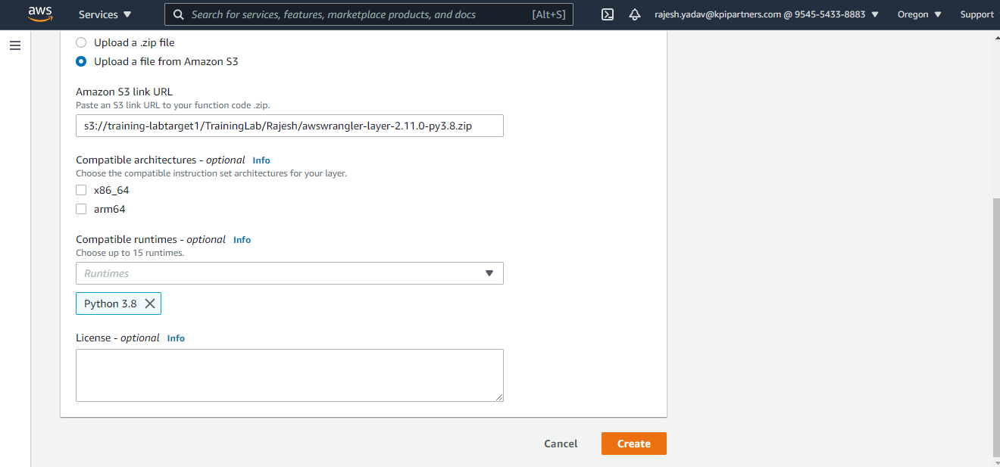 aws Services Search for services, features, marketplace products, and docs [Alt+S] rajesh.yadav@kpipartners.com @ 9545-5433-8883 Oregon Support
Upload a .zip file
Upload a file from Amazon S3
Amazon S3 link URL
Paste an S3 link URL to your function code .zip.
s3://training-labtarget1/TrainingLab/Rajesh/awswrangler-layer-2.11.0-py3.8.zip
Compatible architectures - optional Info
Choose the compatible instruction set architectures for your layer.
x86_64
arm64
Compatible runtimes - optional Info
Choose up to 15 runtimes.
Runtimes
Python 3.8
License - optional Info
Cancel Create